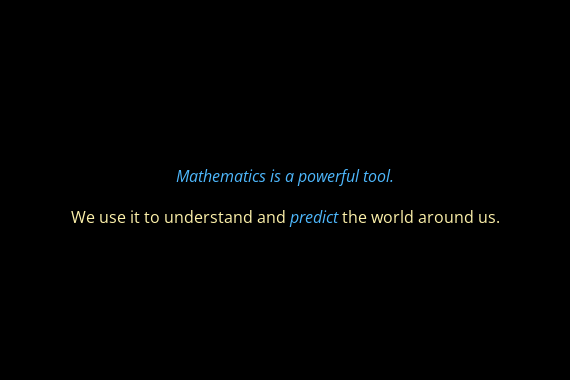 Mathematics is a powerful tool.
We use it to understand and predict the world around us.